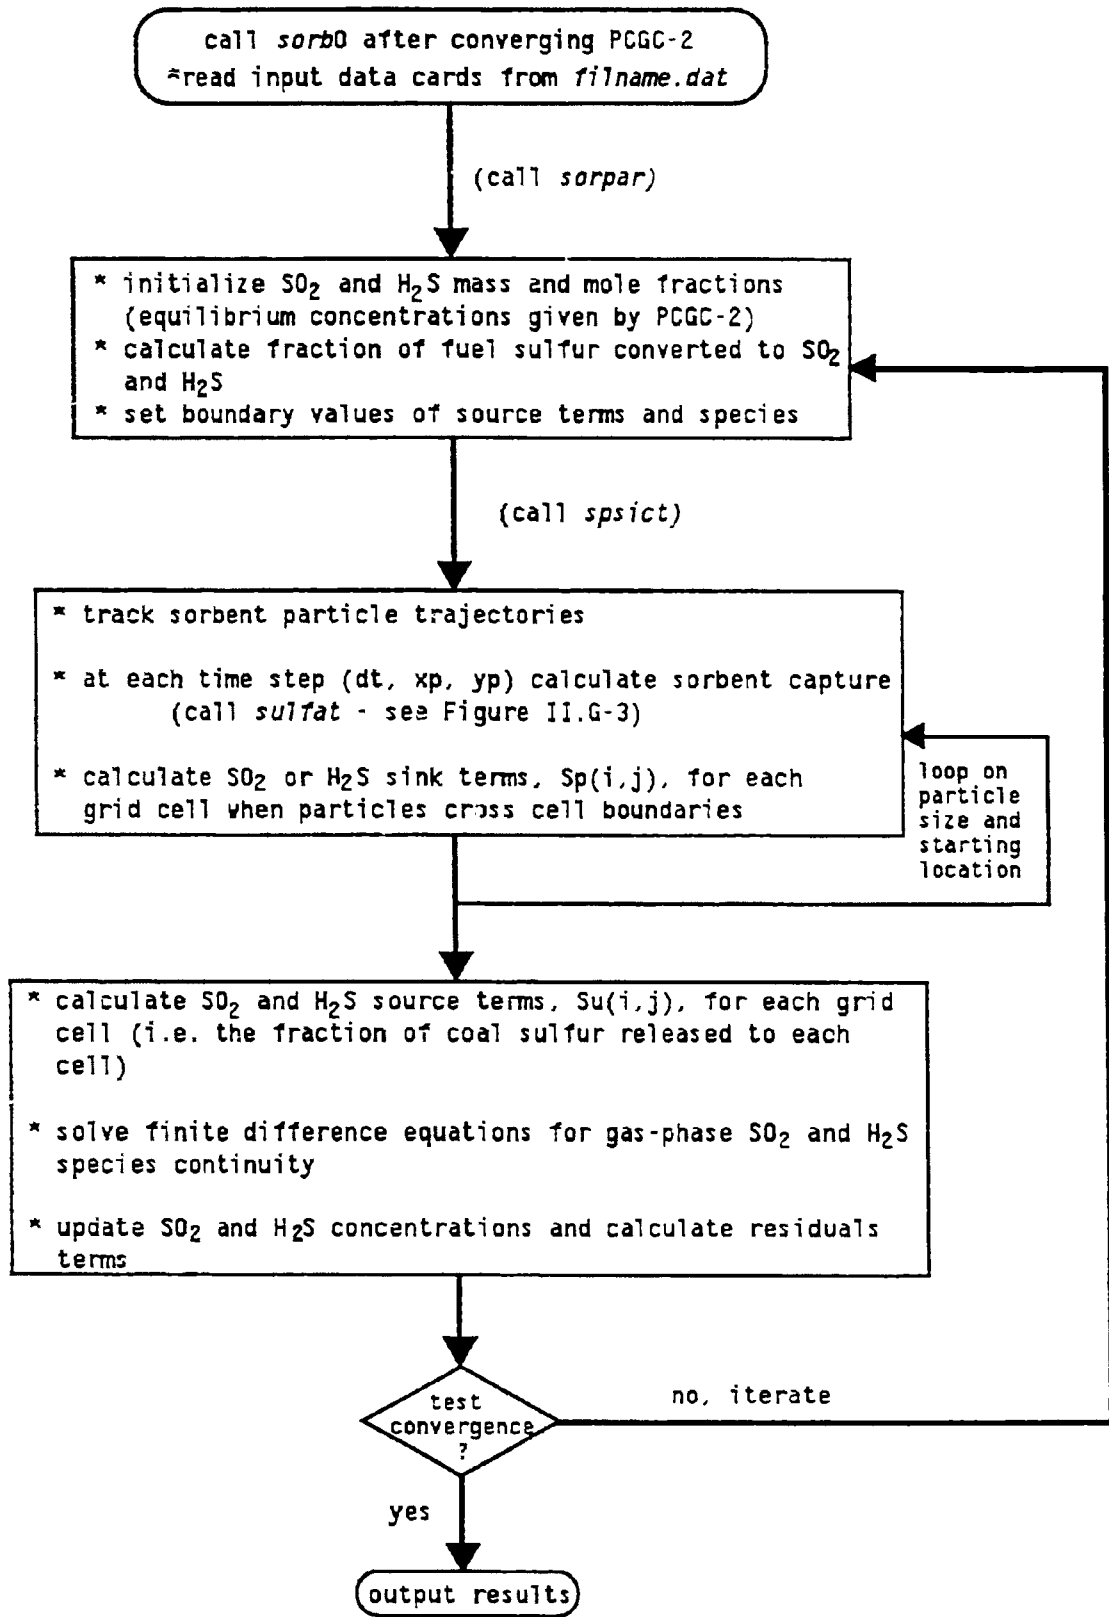 call sorb0 after converging PCGC-2
*read input data cards from filname.dat
(call sorpar)
* initialize SO2 and H2S mass and mole fractions
(equilibrium concentrations given by PCGC-2)
* calculate fraction of fuel sulfur converted to SO2
and H2S
* set boundary values of source terms and species
(call spsict)
* track sorbent particle trajectories
* at each time step (dt, xp, yp) calculate sorbent capture
(call sulfat - see Figure II.G-3)
* calculate SO2 or H2S sink terms, Sp(i,j), for each
grid cell when particles cross cell boundaries
loop on
particle
size and
starting
location
* calculate SO2 and H2S source terms, Su(i,j), for each grid
cell (i.e. the fraction of coal sulfur released to each
cell)
* solve finite difference equations for gas-phase SO2 and H2S
species continuity
* update SO2 and H2S concentrations and calculate residuals
terms
test
convergence
?
no, iterate
yes
output results